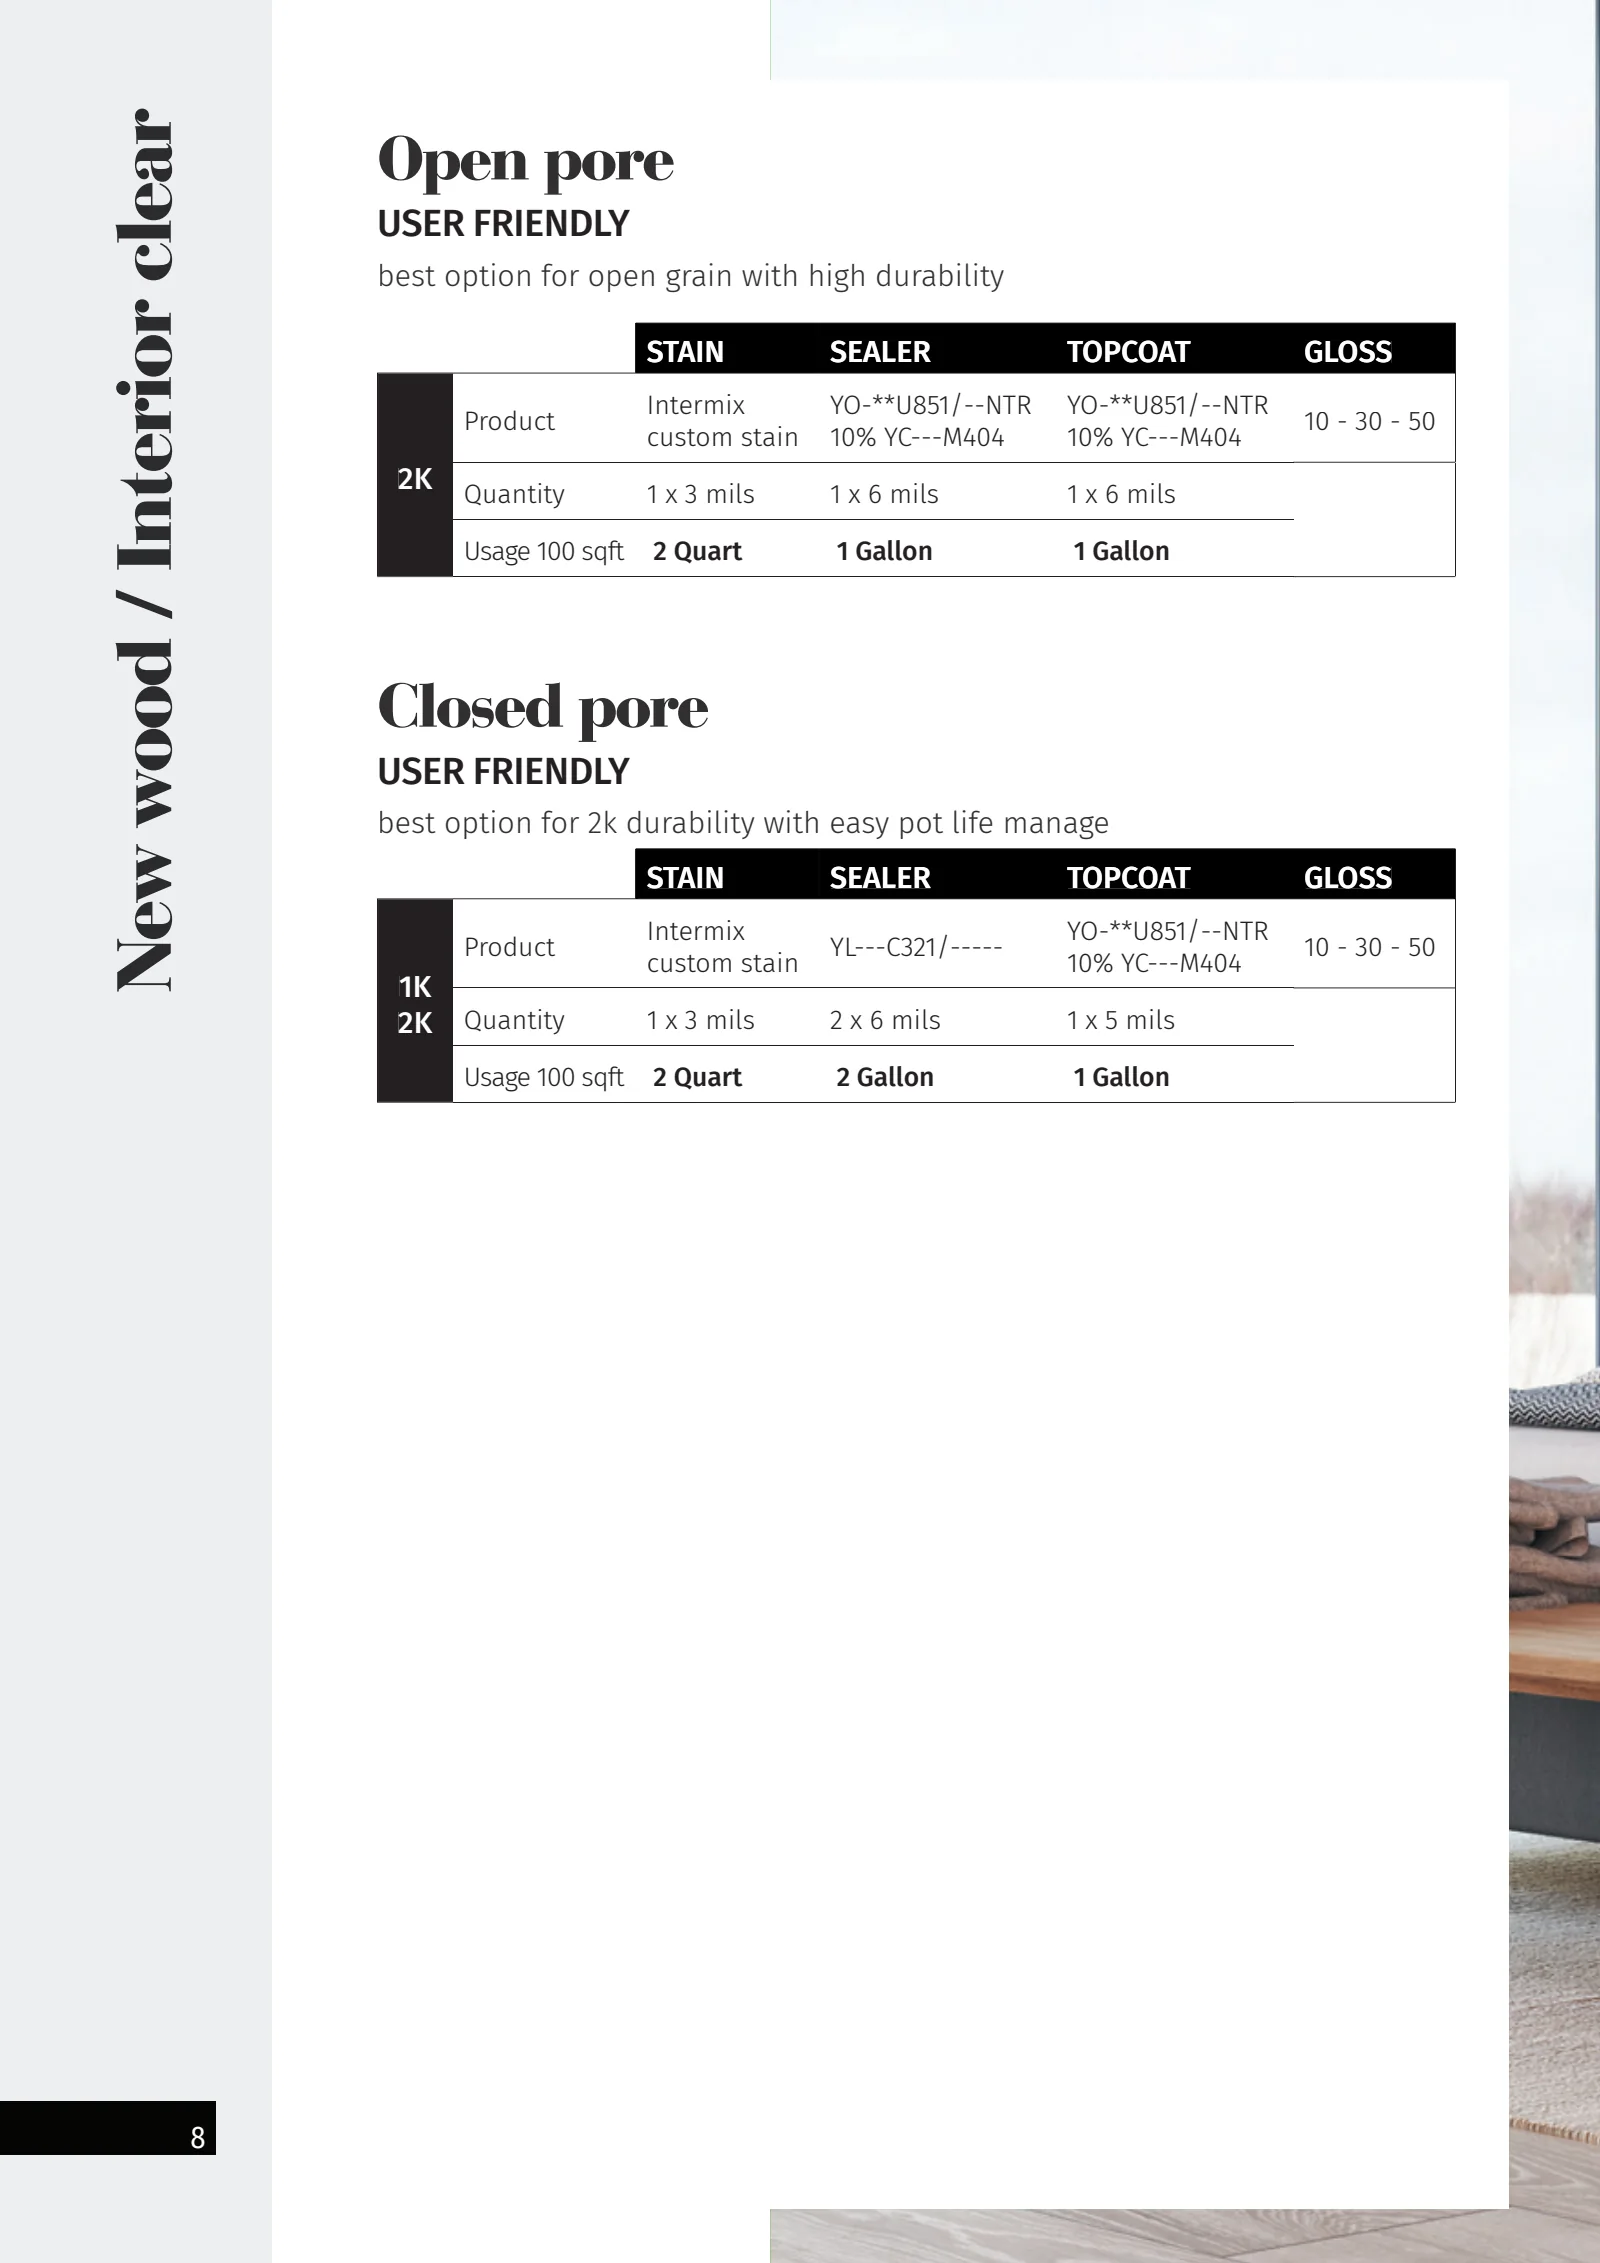 New wood / Interior clear
Open pore
USER FRIENDLY
best option for open grain with high durability
STAIN SEALER TOPCOAT GLOSS
2K
Product Intermix custom stain YO-**U851/--NTR 10% YC---M404 YO-**U851/--NTR 10% YC---M404 10 - 30 - 50
Quantity 1 x 3 mils 1 x 6 mils 1 x 6 mils
Usage 100 sqft 2 Quart 1 Gallon 1 Gallon
Closed pore
USER FRIENDLY
best option for 2k durability with easy pot life manage
STAIN SEALER TOPCOAT GLOSS
1K
2K
Product Intermix custom stain YL---C321/----- YO-**U851/--NTR 10% YC---M404 10 - 30 - 50
Quantity 1 x 3 mils 2 x 6 mils 1 x 5 mils
Usage 100 sqft 2 Quart 2 Gallon 1 Gallon
8